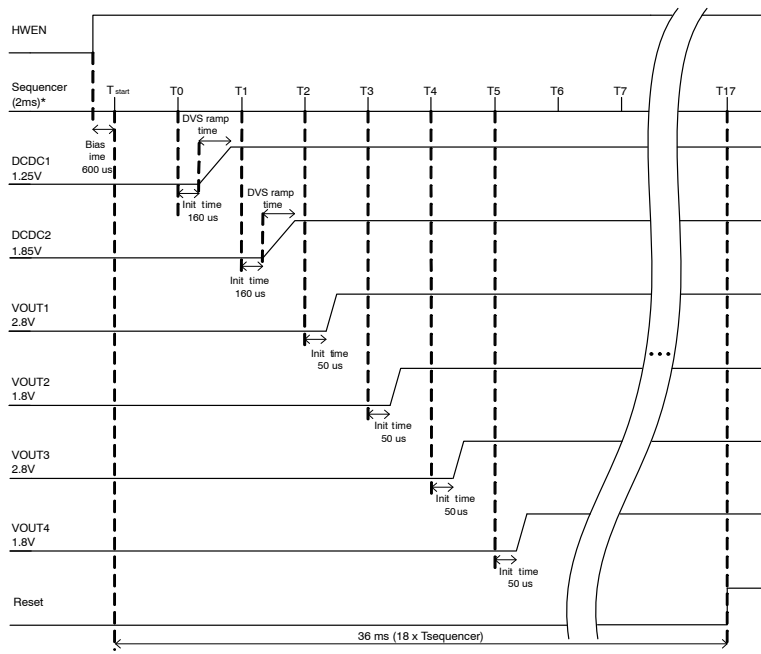 HWEN
Sequencer
(2ms)*
Tstart
T0
T1
T2
T3
T4
T5
T6
T7
T17
Bias
ime
600 us
DVS ramp
time
DCDC1
1.25V
Init time
160 us
DVS ramp
time
DCDC2
1.85V
Init time
160 us
VOUT1
2.8V
Init time
50 us
VOUT2
1.8V
Init time
50 us
VOUT3
2.8V
Init time
50us
VOUT4
1.8V
Init time
50 us
Reset
36 ms (18 x Tsequencer)
...